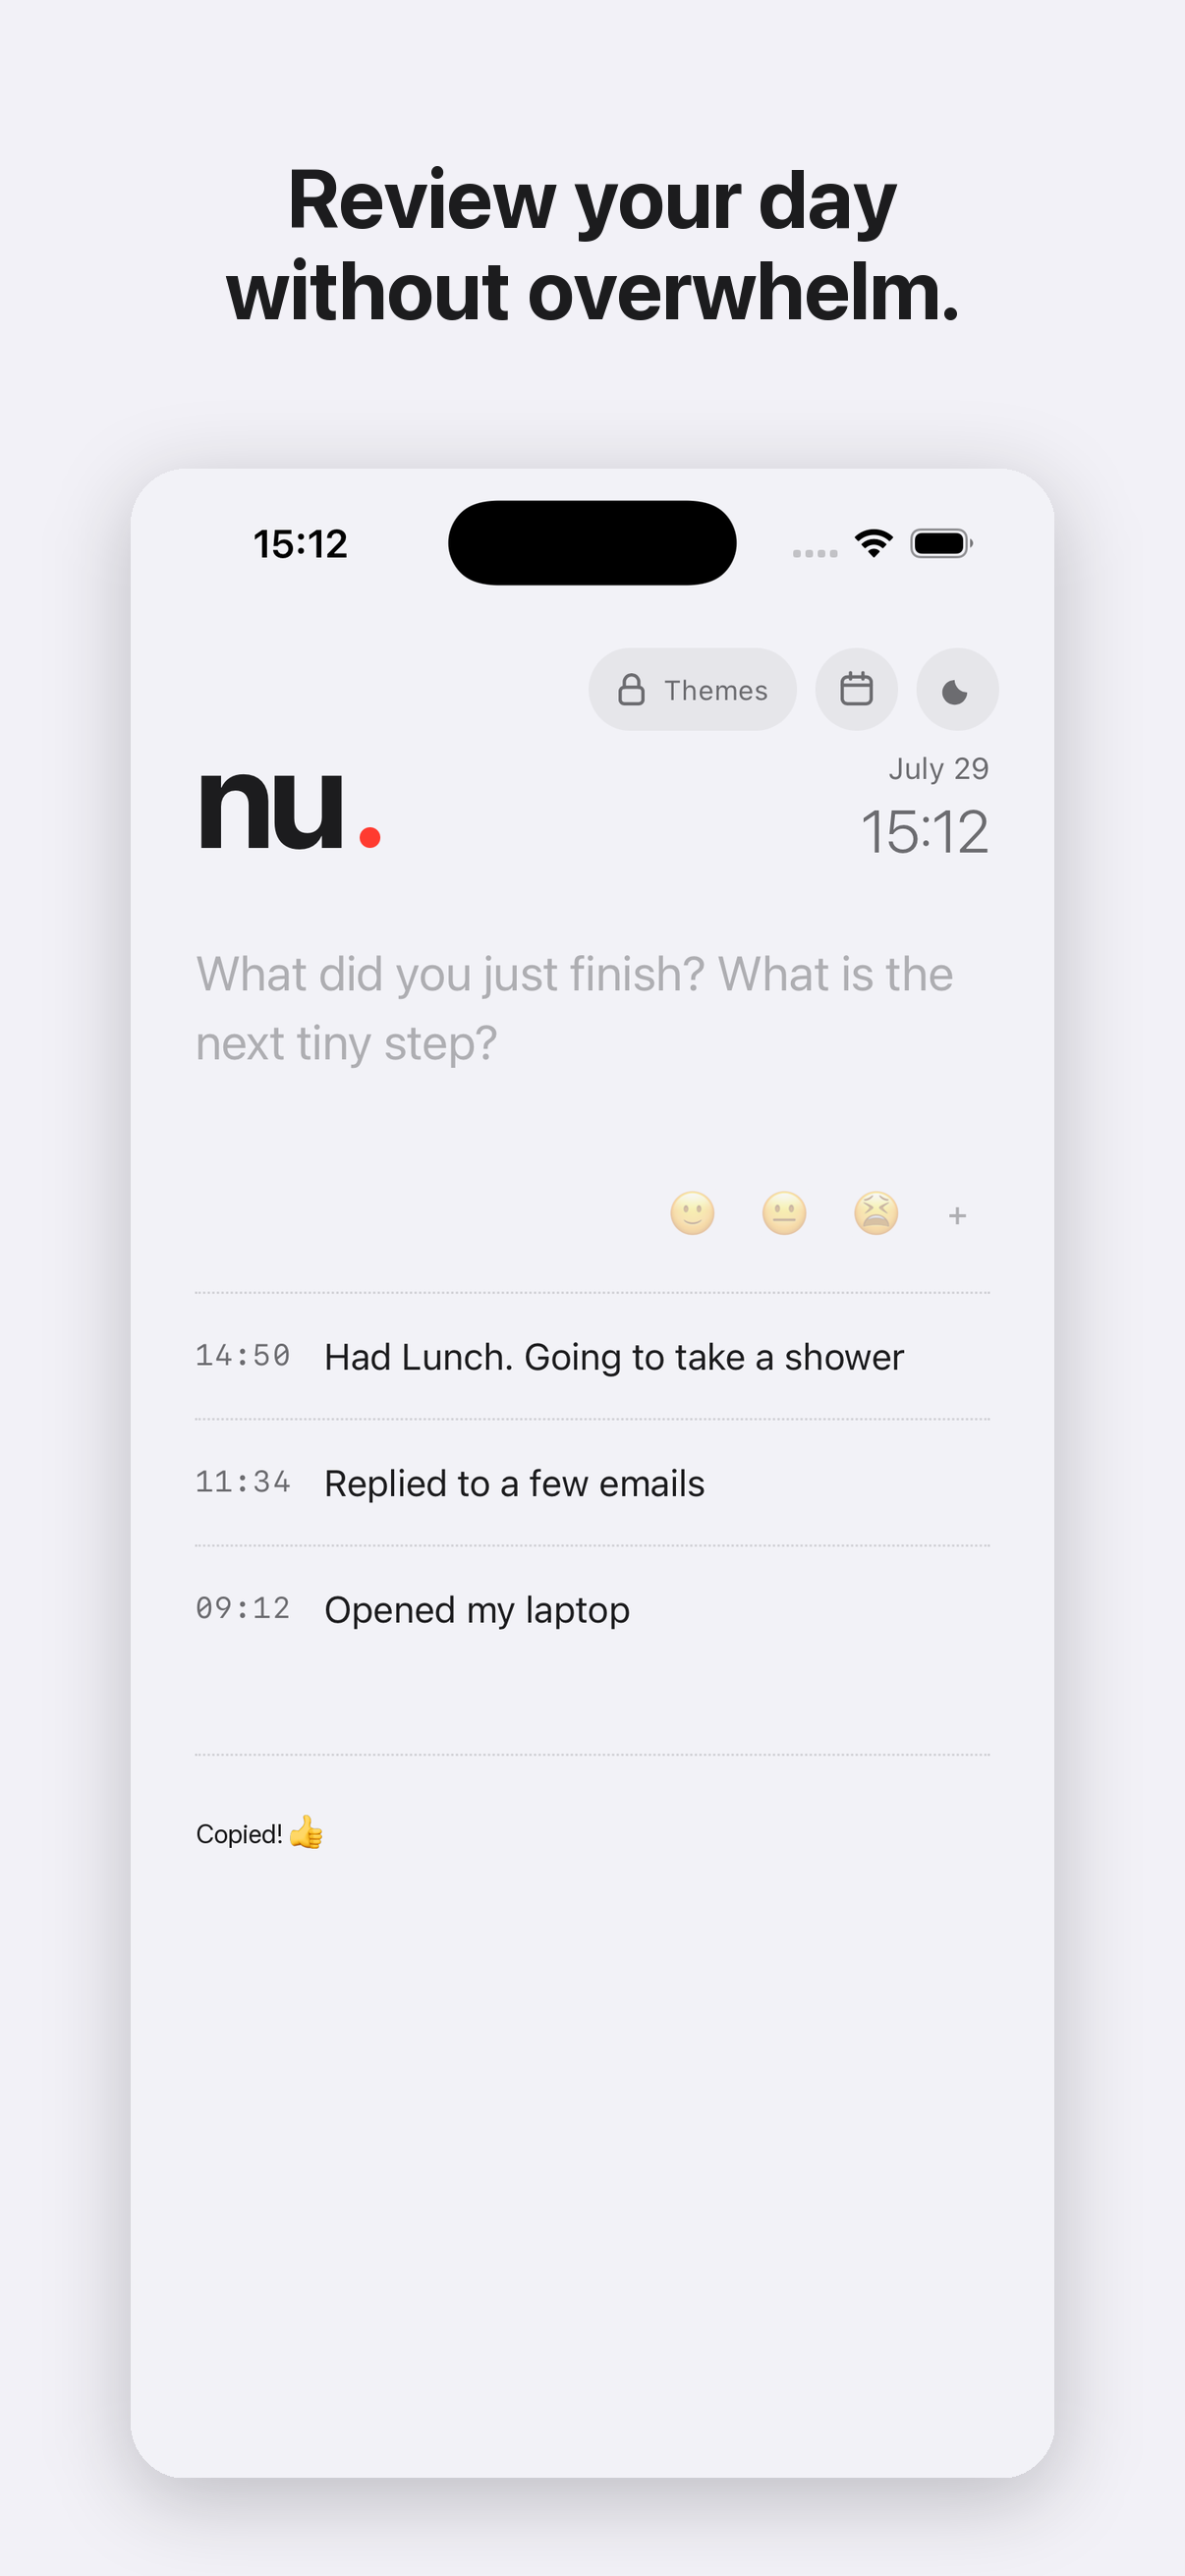 Review your day
without overwhelm.
15:12
Themes
July 29
nu.
15:12
What did you just finish? What is the
next tiny step?
+
14:50 Had Lunch. Going to take a shower
11:34 Replied to a few emails
09:12 Opened my laptop
Copied! 👍